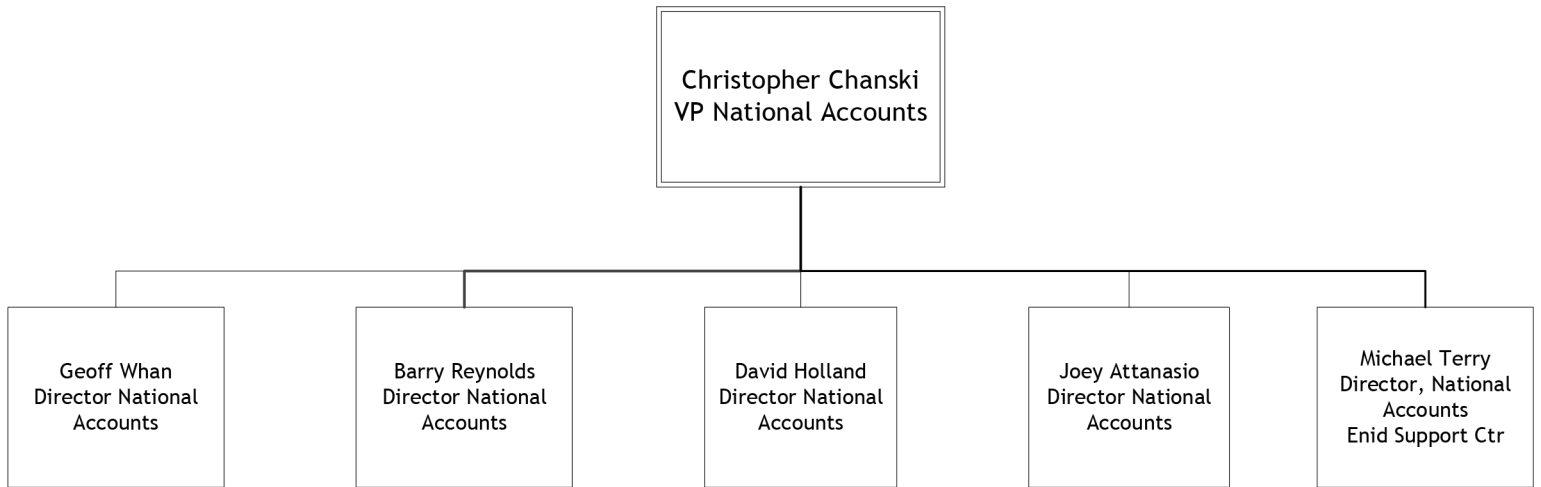 Christopher Chanski
VP National Accounts
Geoff Whan
Director National
Accounts
Barry Reynolds
Director National
Accounts
David Holland
Director National
Accounts
Joey Attanasio
Director National
Accounts
Michael Terry
Director, National
Accounts
Enid Support Ctr